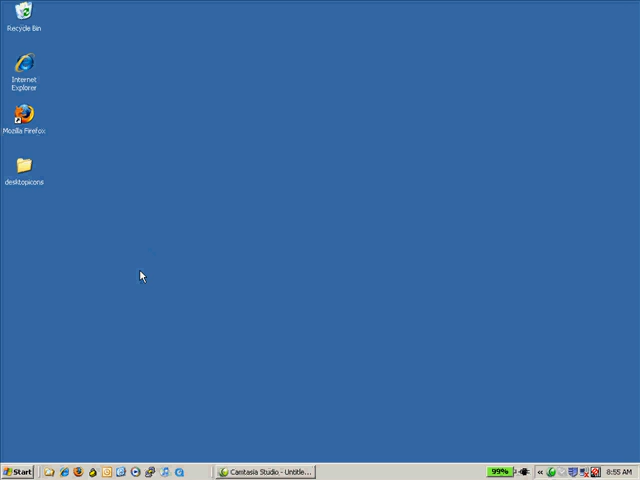 Recycle Bin
Internet
Explorer
Mozilla Firefox
desktopicons
Start
Camtasia Studio - Untitle...
99%
8:55 AM